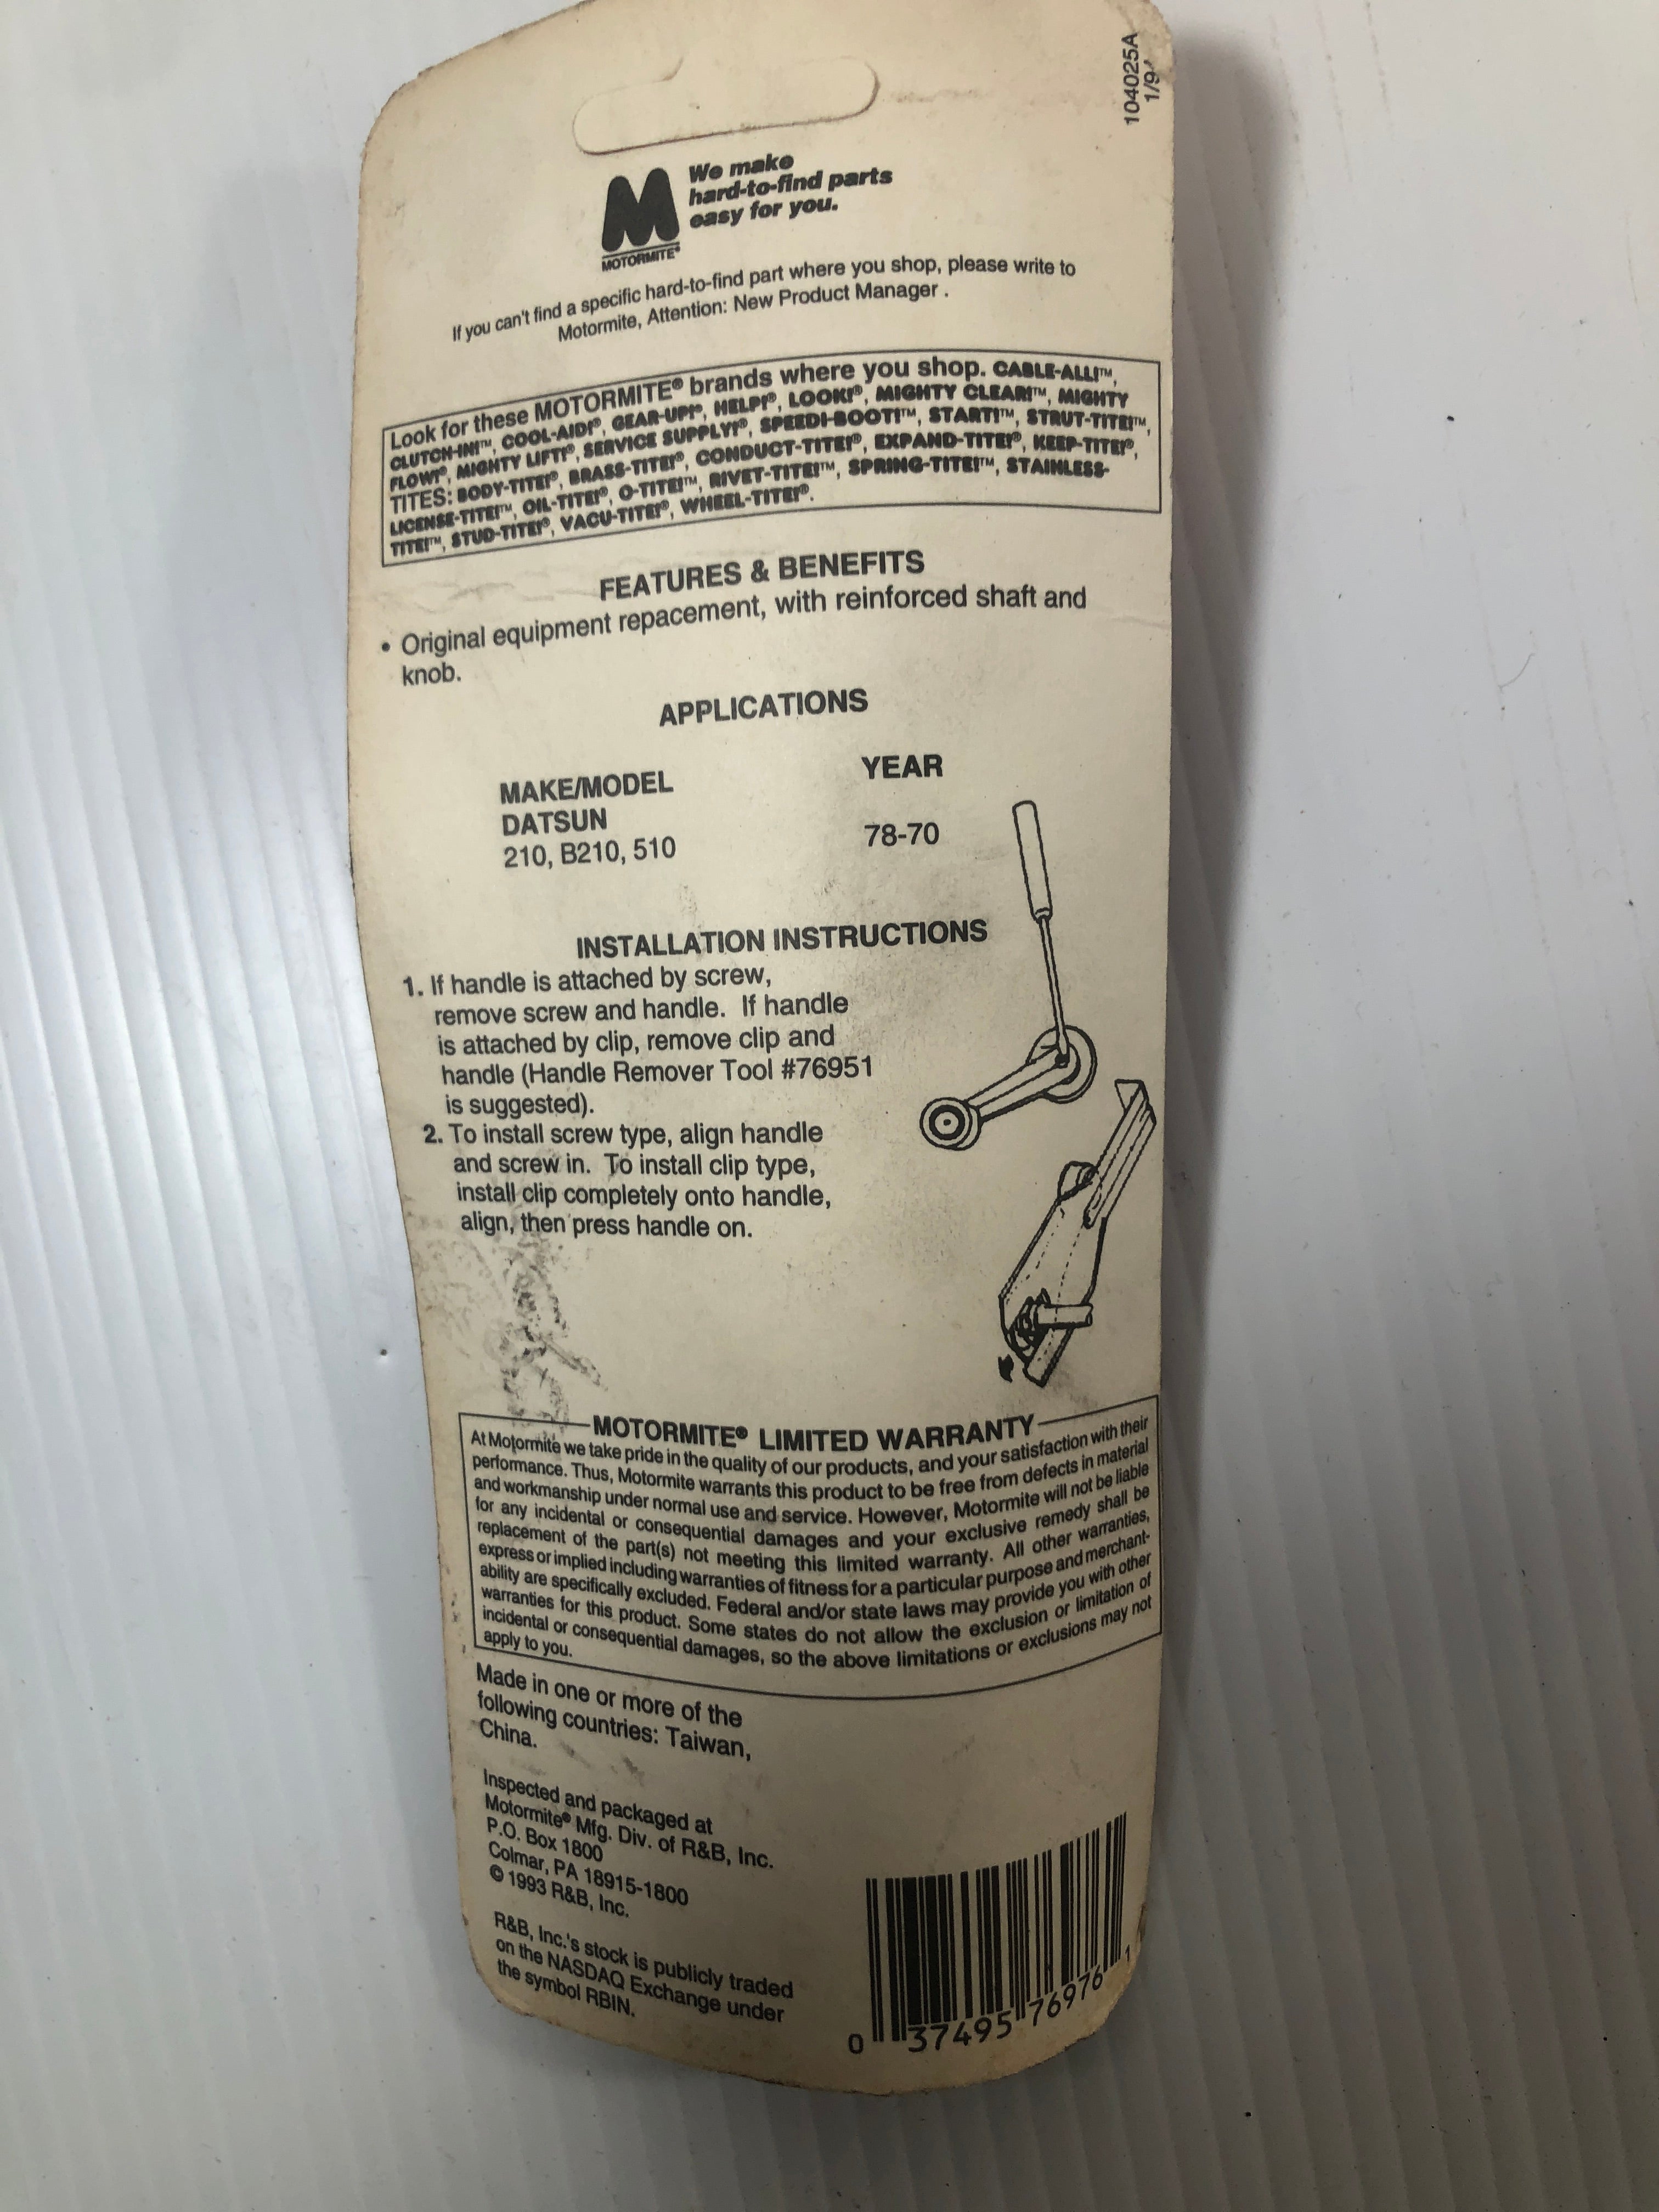 104025A
1/9
We make
hard-to-find parts
easy for you.
M
MOTORMITE®
If you can't find a specific hard-to-find part where you shop, please write to
Motormite, Attention: New Product Manager .
Look for these MOTORMITE® brands where you shop. CABLE-ALL!™,
CLUTCH-IN!™, COOL-AID!®, GEAR-UP!®, HELP!®, LOOK!®, MIGHTY CLEAR!™, MIGHTY
FLOW!®, MIGHTY LIFT!®, SERVICE SUPPLY!®, SPEEDI-BOOT!™, START!™, STRUT-TITE!™,
TITES: BODY-TITE!®, BRASS-TITE!®, CONDUCT-TITE!®, EXPAND-TITE!®, KEEP-TITE!®,
LICENSE-TITE!™, OIL-TITE!®, O-TITE!™, RIVET-TITE!™, SPRING-TITE!™, STAINLESS-
TITE!™, STUD-TITE!®, VACU-TITE!®, WHEEL-TITE!®.
FEATURES & BENEFITS
• Original equipment repacement, with reinforced shaft and
knob.
APPLICATIONS
MAKE/MODEL YEAR
DATSUN
210, B210, 510 78-70
INSTALLATION INSTRUCTIONS
1. If handle is attached by screw,
remove screw and handle. If handle
is attached by clip, remove clip and
handle (Handle Remover Tool #76951
is suggested).
2. To install screw type, align handle
and screw in. To install clip type,
install clip completely onto handle,
align, then press handle on.
MOTORMITE® LIMITED WARRANTY
At Motormite we take pride in the quality of our products, and your satisfaction with their
performance. Thus, Motormite warrants this product to be free from defects in material
and workmanship under normal use and service. However, Motormite will not be liable
for any incidental or consequential damages and your exclusive remedy shall be
replacement of the part(s) not meeting this limited warranty. All other warranties,
express or implied including warranties of fitness for a particular purpose and merchant-
ability are specifically excluded. Federal and/or state laws may provide you with other
warranties for this product. Some states do not allow the exclusion or limitation of
incidental or consequential damages, so the above limitations or exclusions may not
apply to you.
Made in one or more of the
following countries: Taiwan,
China.
Inspected and packaged at
Motormite® Mfg. Div. of R&B, Inc.
P.O. Box 1800
Colmar, PA 18915-1800
© 1993 R&B, Inc.
R&B, Inc.'s stock is publicly traded
on the NASDAQ Exchange under
the symbol RBIN.
0 37495 76976 1